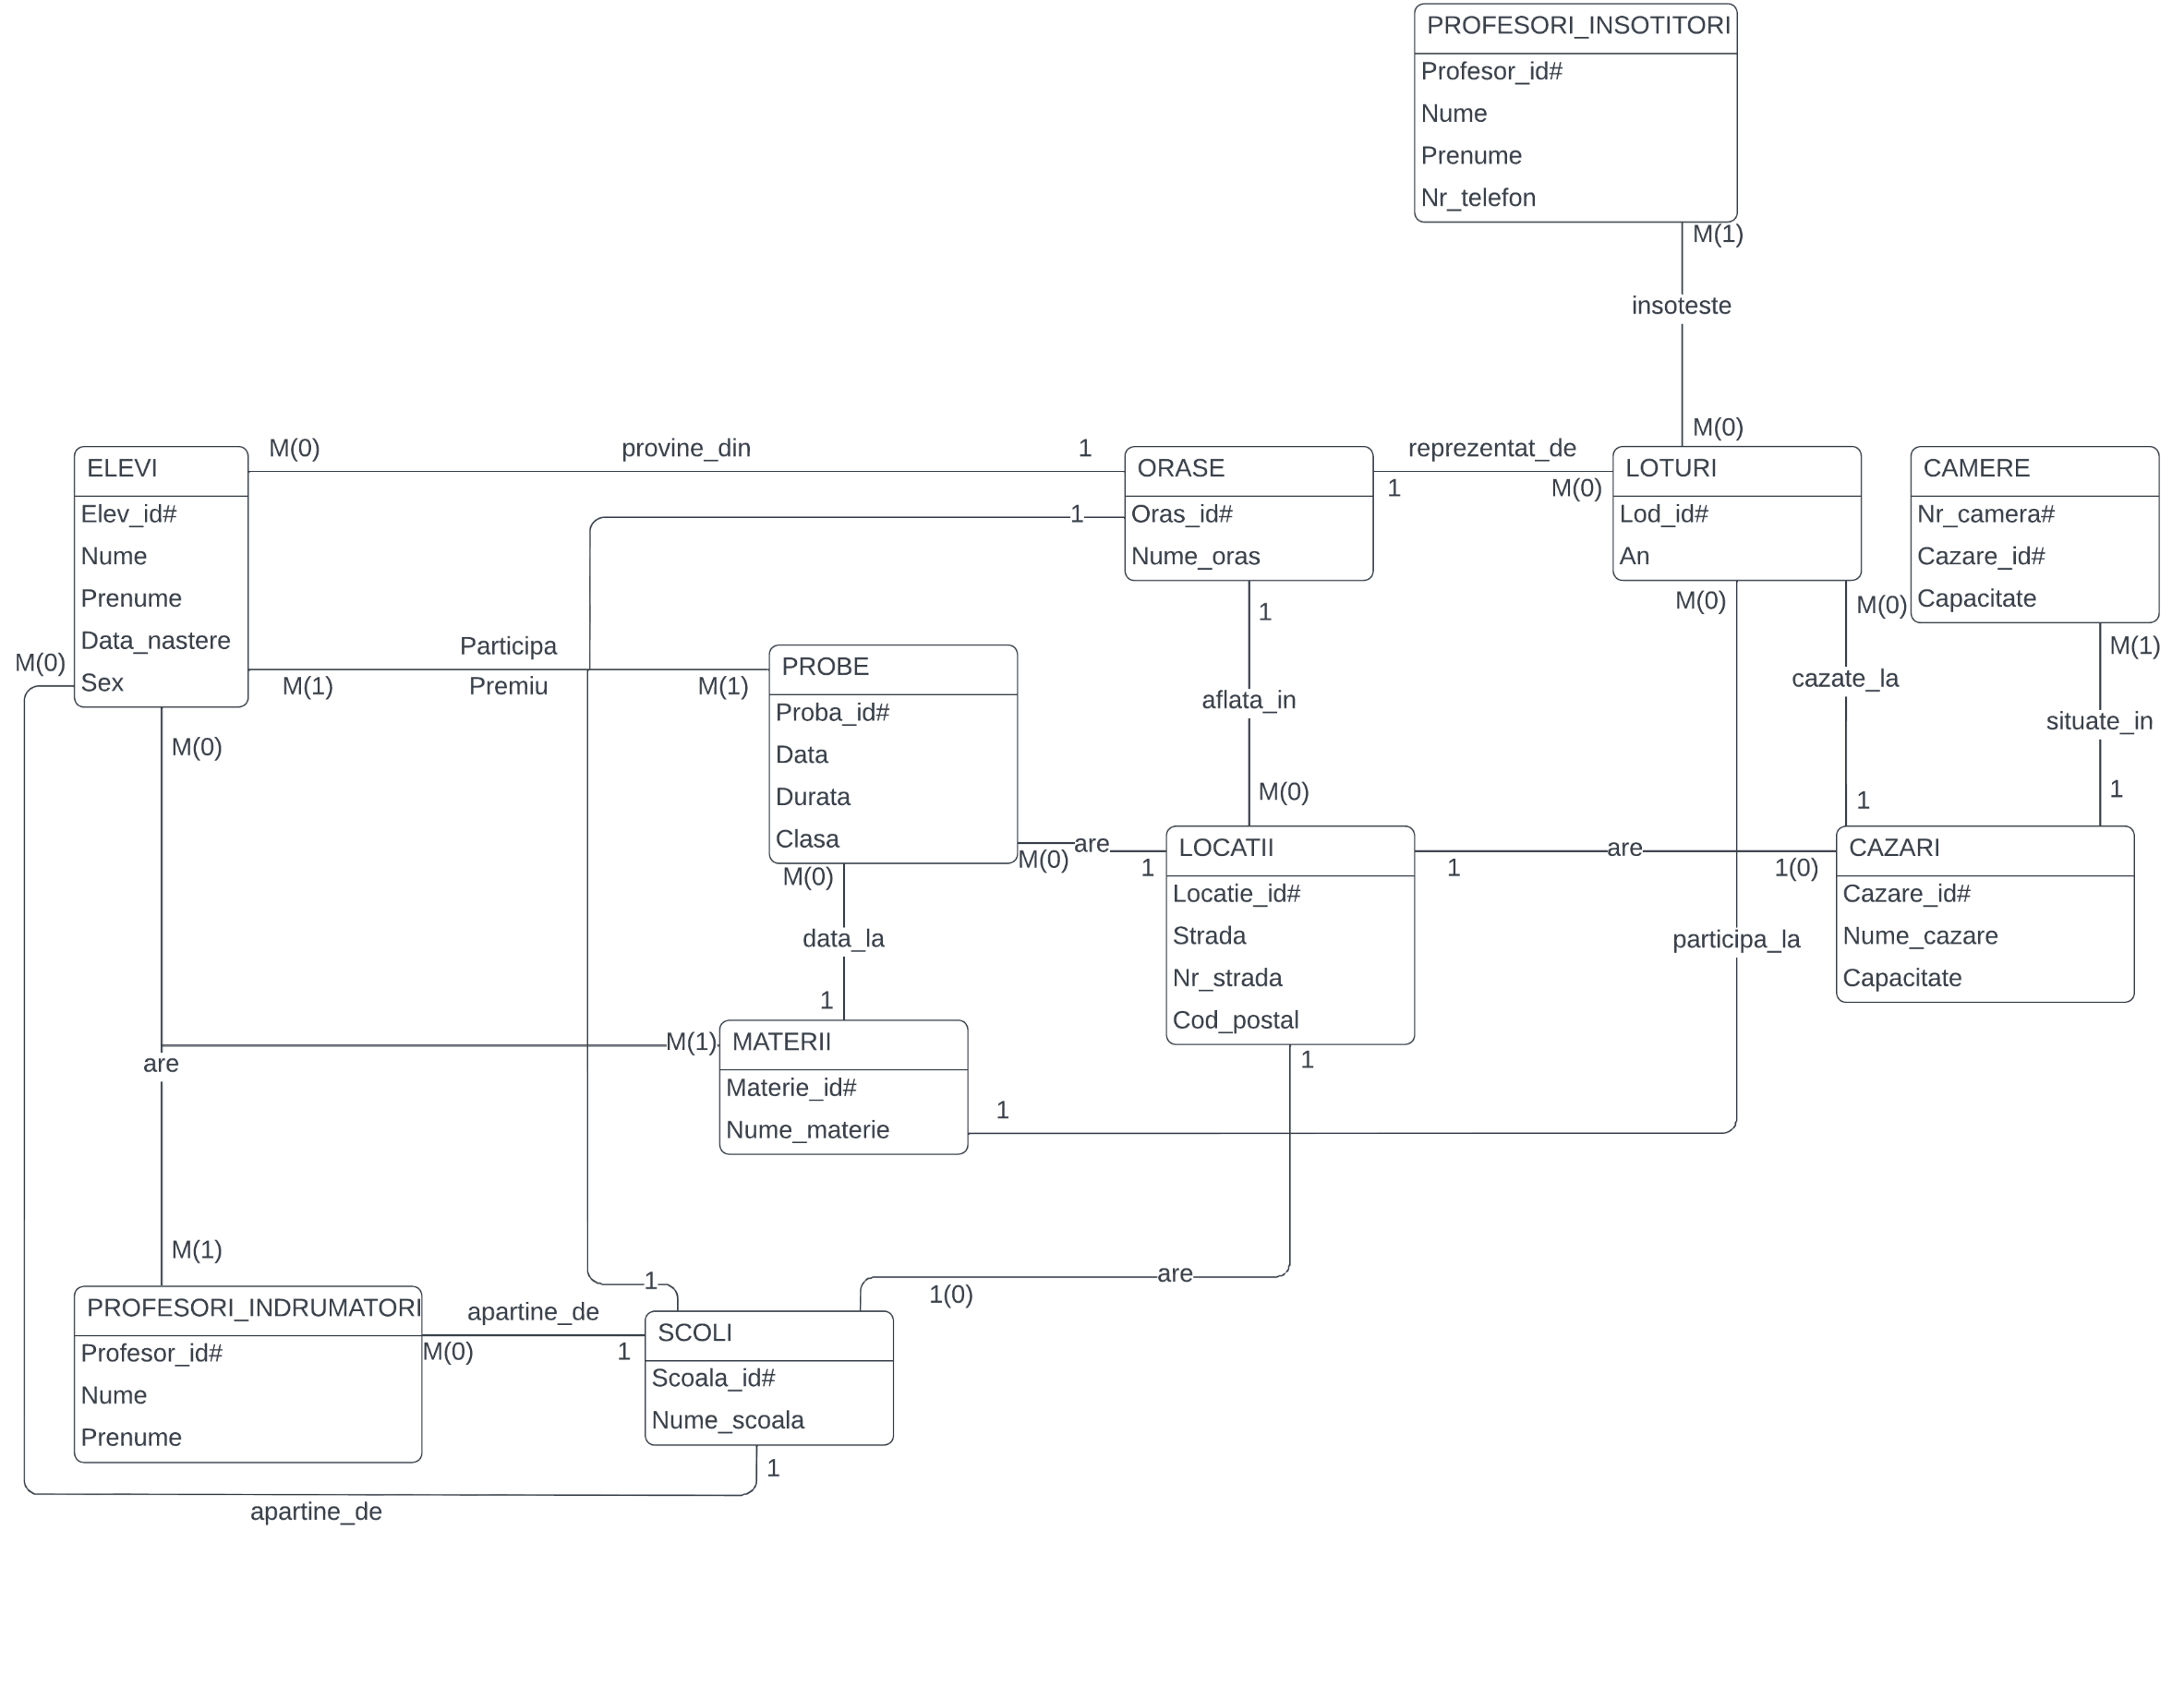 PROFESORI_INSOTITORI
Profesor_id#
Nume
Prenume
Nr_telefon
M(1)
insoteste
M(0)
ELEVI
Elev_id#
Nume
Prenume
Data_nastere
Sex
M(0)
provine_din
1
ORASE
Oras_id#
Nume_oras
1
reprezentat_de
1
M(0)
LOTURI
Lod_id#
An
CAMERE
Nr_camera#
Cazare_id#
Capacitate
M(0)
M(0)
M(1)
cazate_la
situate_in
1
1
M(0)
Participa
M(1)
Premiu
M(1)
PROBE
Proba_id#
Data
Durata
Clasa
1
aflata_in
M(0)
M(0)
are
1
LOCATII
Locatie_id#
Strada
Nr_strada
Cod_postal
1
are
1(0)
CAZARI
Cazare_id#
Nume_cazare
Capacitate
participa_la
M(0)
M(0)
data_la
1
M(1)
MATERII
Materie_id#
Nume_materie
1
1
are
M(1)
1
are
1(0)
PROFESORI_INDRUMATORI
Profesor_id#
Nume
Prenume
apartine_de
M(0)
1
SCOLI
Scoala_id#
Nume_scoala
1
apartine_de